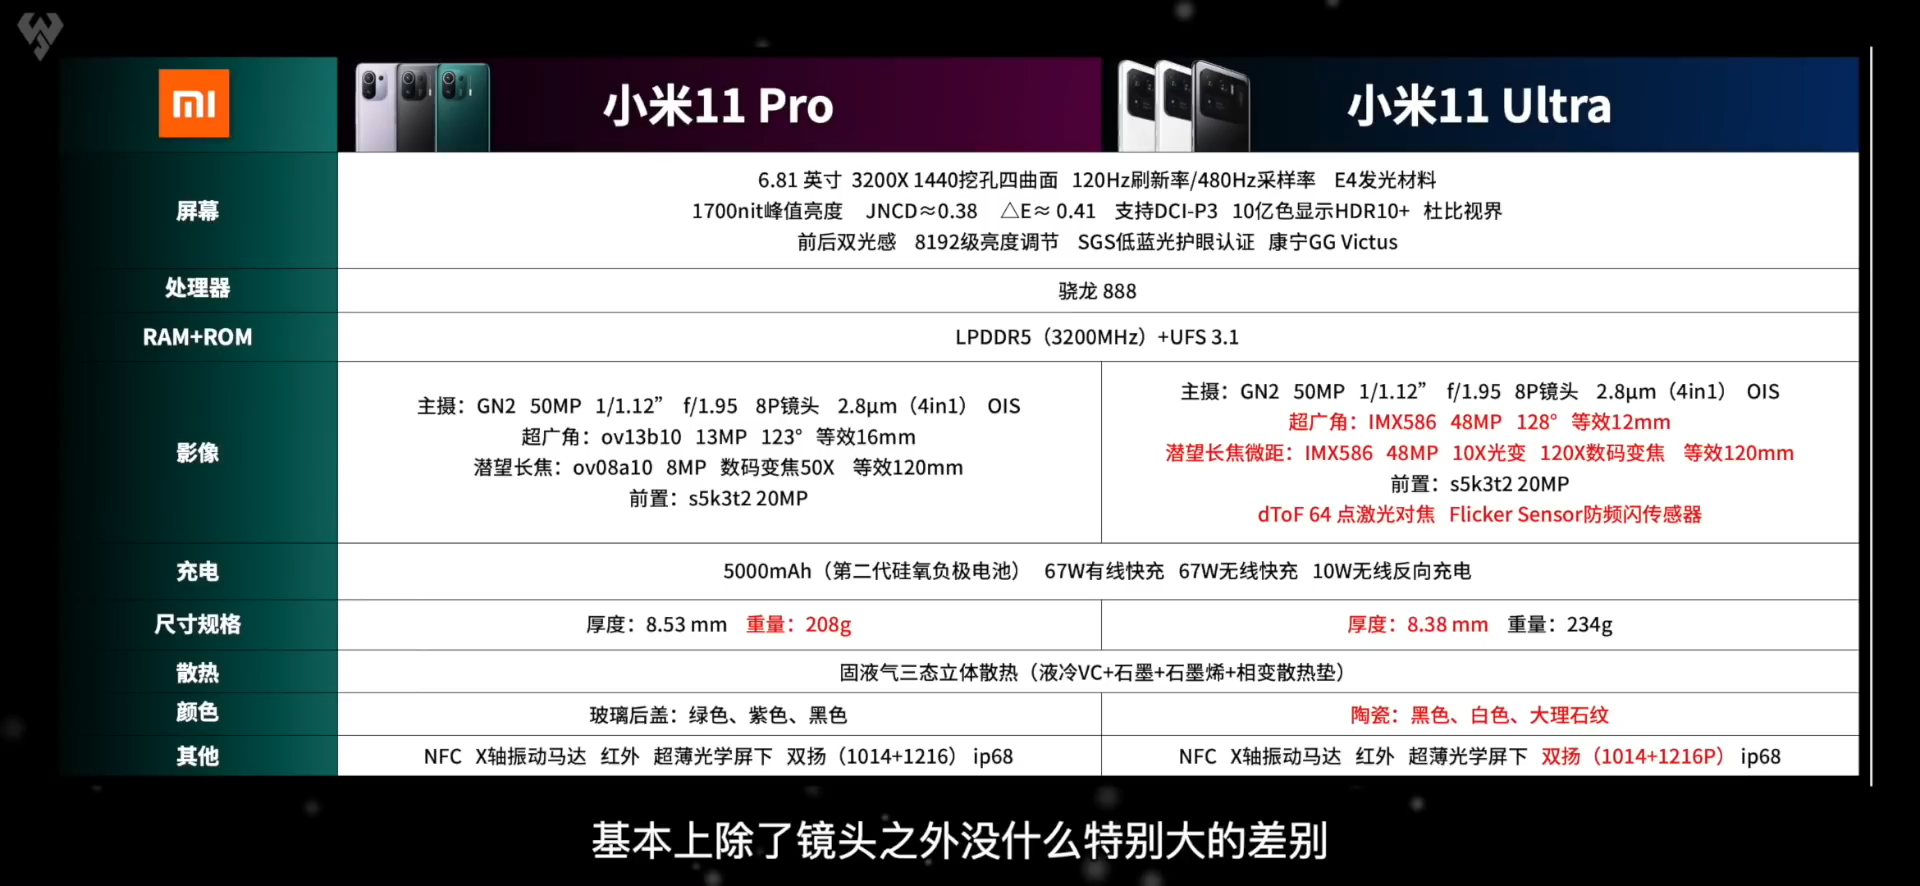 小米11 Pro
小米11 Ultra
屏幕
6.81 英寸 3200X 1440挖孔四曲面 120Hz刷新率/480Hz采样率 E4发光材料
1700nit峰值亮度 JNCD≈0.38 △E≈ 0.41 支持DCI-P3 10亿色显示HDR10+ 杜比视界
前后双光感 8192级亮度调节 SGS低蓝光护眼认证 康宁GG Victus
处理器
骁龙 888
RAM+ROM
LPDDR5（3200MHz）+UFS 3.1
影像
主摄：GN2 50MP 1/1.12” f/1.95 8P镜头 2.8μm（4in1） OIS
超广角：ov13b10 13MP 123° 等效16mm
潜望长焦：ov08a10 8MP 数码变焦50X 等效120mm
前置：s5k3t2 20MP
主摄：GN2 50MP 1/1.12” f/1.95 8P镜头 2.8μm（4in1） OIS
超广角：IMX586 48MP 128° 等效12mm
潜望长焦微距：IMX586 48MP 10X光变 120X数码变焦 等效120mm
前置：s5k3t2 20MP
dToF 64 点激光对焦 Flicker Sensor防频闪传感器
充电
5000mAh（第二代硅氧负极电池） 67W有线快充 67W无线快充 10W无线反向充电
尺寸规格
厚度：8.53 mm 重量：208g
厚度：8.38 mm 重量：234g
散热
固液气三态立体散热（液冷VC+石墨+石墨烯+相变散热垫）
颜色
玻璃后盖：绿色、紫色、黑色
陶瓷：黑色、白色、大理石纹
其他
NFC X轴振动马达 红外 超薄光学屏下 双扬（1014+1216） ip68
NFC X轴振动马达 红外 超薄光学屏下 双扬（1014+1216P） ip68
基本上除了镜头之外没什么特别大的差别